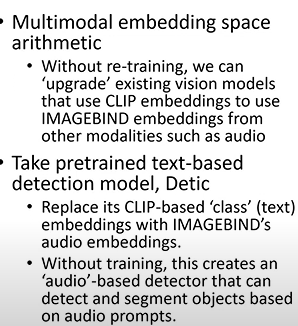 • Multimodal embedding space
arithmetic
• Without re-training, we can
‘upgrade’ existing vision models
that use CLIP embeddings to use
IMAGEBIND embeddings from
other modalities such as audio
• Take pretrained text-based
detection model, Detic
• Replace its CLIP-based ‘class’ (text)
embeddings with IMAGEBIND’s
audio embeddings.
• Without training, this creates an
‘audio’-based detector that can
detect and segment objects based
on audio prompts.